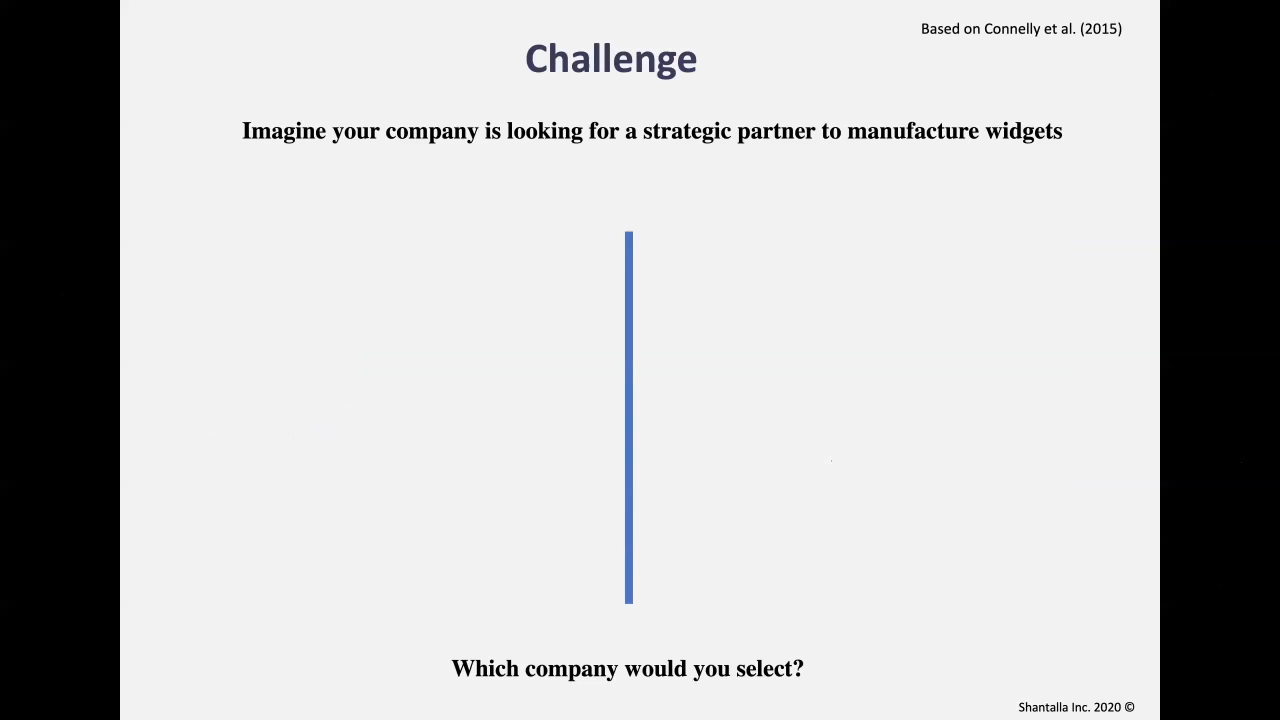 Based on Connelly et al. (2015)
Challenge
Imagine your company is looking for a strategic partner to manufacture widgets
Which company would you select?
Shantalla Inc. 2020 ©